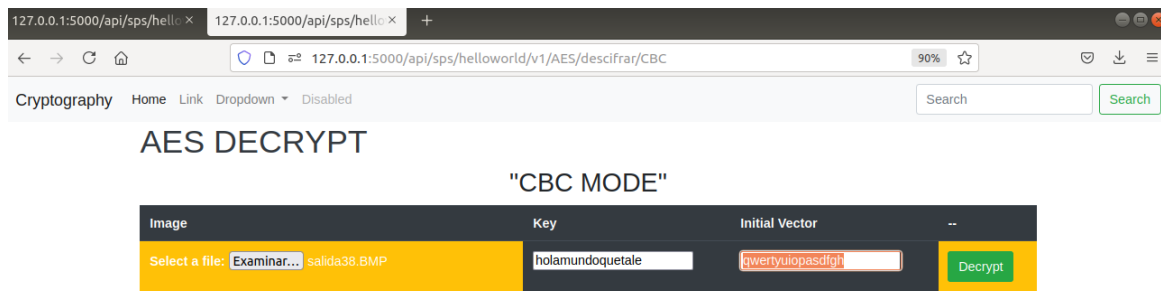 127.0.0.1:5000/api/sps/hello × 127.0.0.1:5000/api/sps/hello × +
127.0.0.1:5000/api/sps/helloworld/v1/AES/descifrar/CBC 90%
Cryptography Home Link Dropdown Disabled Search Search
AES DECRYPT
"CBC MODE"
Image Key Initial Vector --
Select a file: Examinar... salida38.BMP holamundoquetale qwertyuiopasdfgh Decrypt